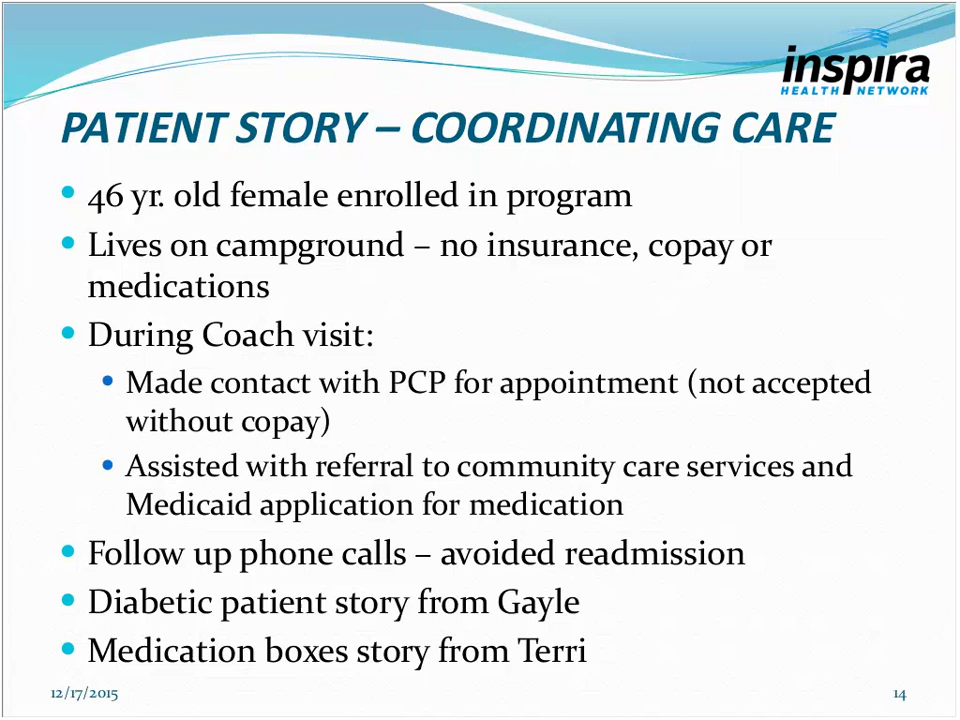 inspira
HEALTH NETWORK
PATIENT STORY – COORDINATING CARE
• 46 yr. old female enrolled in program
• Lives on campground – no insurance, copay or
medications
• During Coach visit:
• Made contact with PCP for appointment (not accepted
without copay)
• Assisted with referral to community care services and
Medicaid application for medication
• Follow up phone calls – avoided readmission
• Diabetic patient story from Gayle
• Medication boxes story from Terri
12/17/2015
14